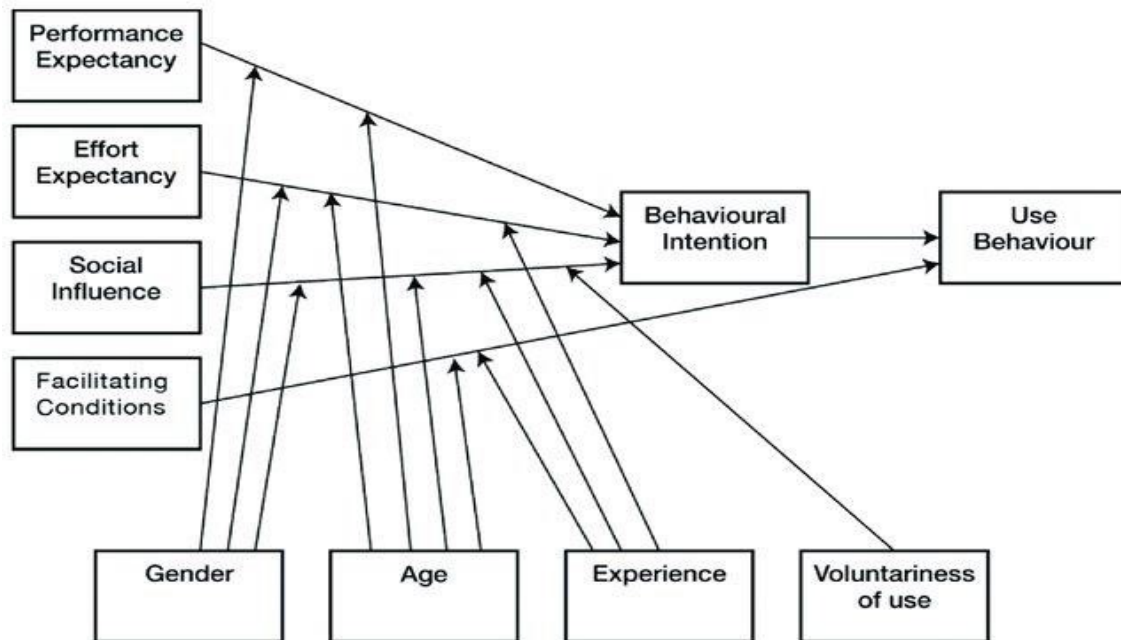 Performance
Expectancy
Effort
Expectancy
Social
Influence
Facilitating
Conditions
Behavioural
Intention
Use
Behaviour
Gender
Age
Experience
Voluntariness
of use